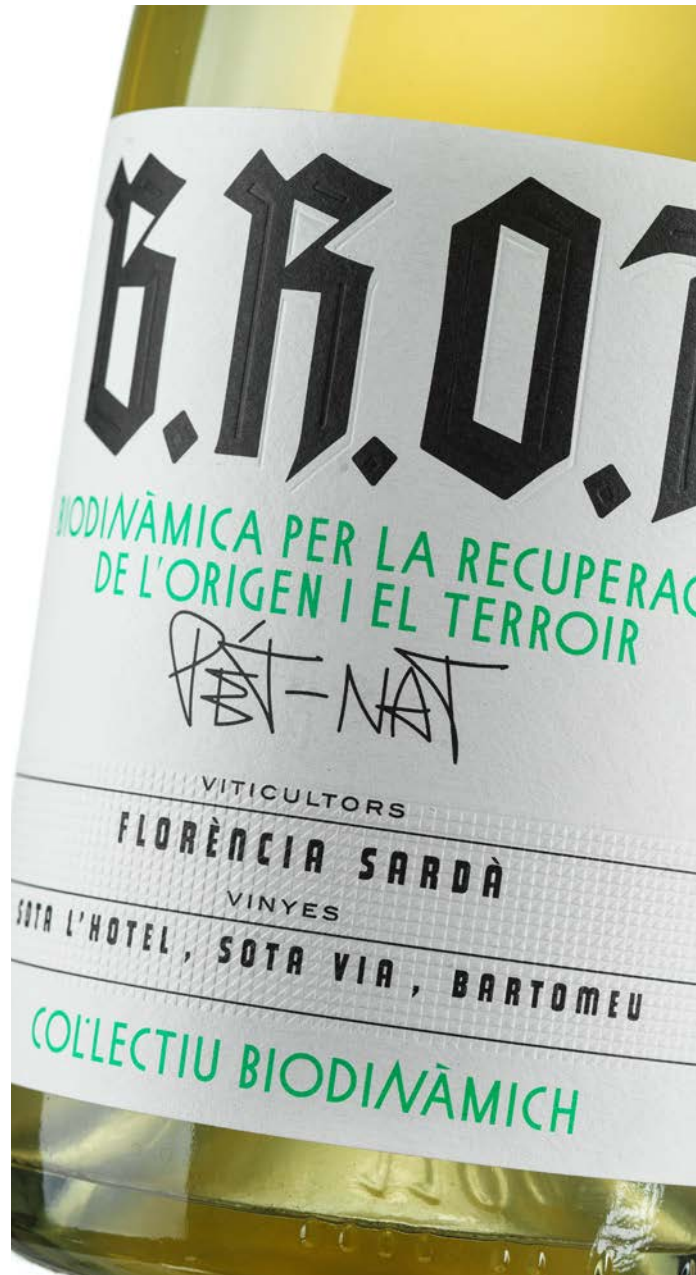 B.R.O.T
BIODINÀMICA PER LA RECUPERAC
DE L'ORIGEN I EL TERROIR
PÉT-NAT
VITICULTORS
FLORÈNCIA SARDÀ
VINYES
SOTA L'HOTEL, SOTA VIA, BARTOMEU
COL·LECTIU BIODINÀMICH